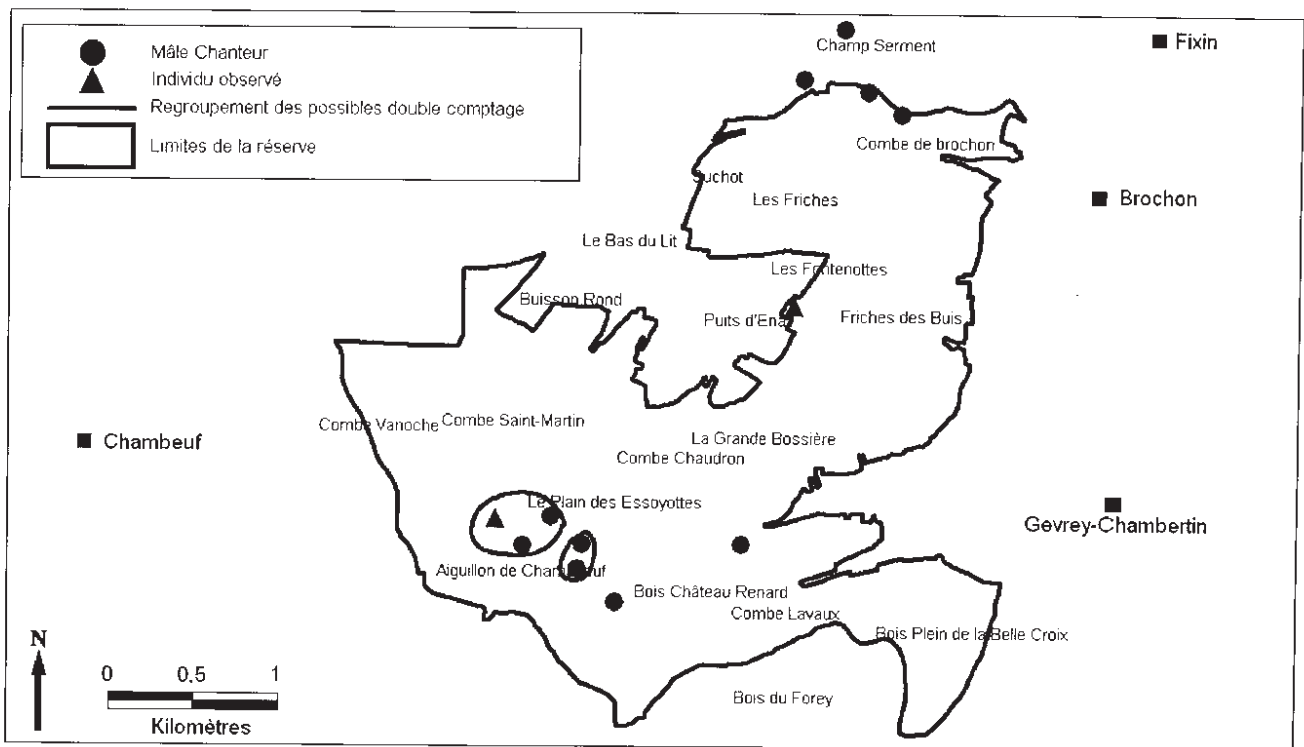 Mâle Chanteur
Individu observé
Regroupement des possibles double comptage
Limites de la réserve
Champ Serment
Fixin
Combe de brochon
Suchot
Les Friches
Brochon
Le Bas du Lit
Les Fontenottes
Buisson Rond
Puits d'Ena
Friches des Buis
Combe Vanoche
Combe Saint-Martin
Chambeuf
La Grande Bossière
Combe Chaudron
Le Plain des Essoyottes
Gevrey-Chambertin
Aiguillon de Chambeuf
Bois Château Renard
Combe Lavaux
Bois Plein de la Belle Croix
N
0 0.5 1
Bois du Forey
Kilomètres